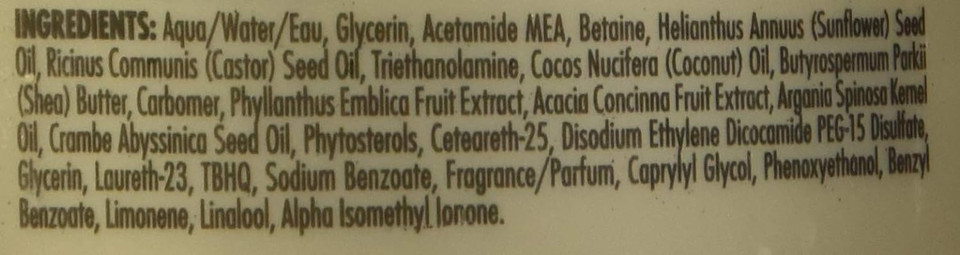 INGREDIENTS: Aqua/Water/Eau, Glycerin, Acetamide MEA, Betaine, Helianthus Annuus (Sunflower) Seed
Oil, Ricinus Communis (Castor) Seed Oil, Triethanolamine, Cocos Nucifera (Coconut) Oil, Butyrospermum Parkii
(Shea) Butter, Carbomer, Phyllanthus Emblica Fruit Extract, Acacia Concinna Fruit Extract, Argania Spinosa Kernel
Oil, Crambe Abyssinica Seed Oil, Phytosterols, Ceteareth-25, Disodium Ethylene Dicocamide PEG-15 Disulfate,
Glycerin, Laureth-23, TBHQ, Sodium Benzoate, Fragrance/Parfum, Caprylyl Glycol, Phenoxyethanol, Benzyl
Benzoate, Limonene, Linalool, Alpha Isomethyl Ionone.